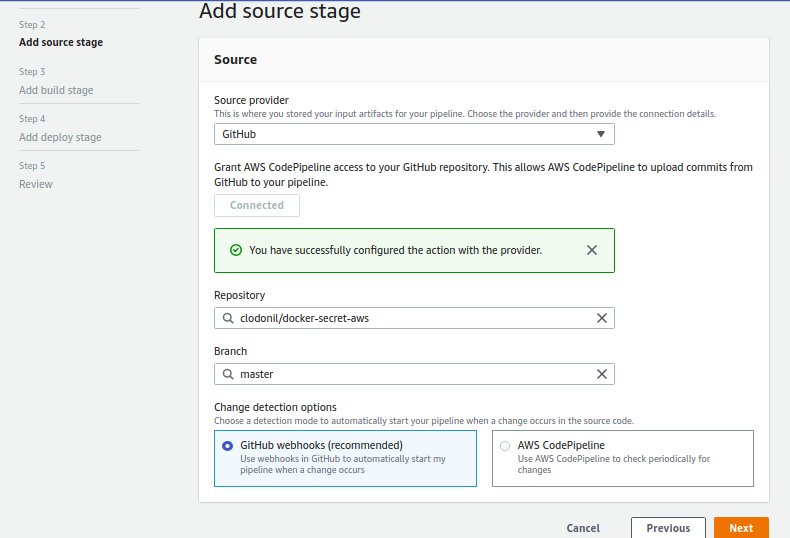 Add source stage
Step 2
Add source stage
Step 3
Add build stage
Step 4
Add deploy stage
Step 5
Review
Source
Source provider
This is where you stored your input artifacts for your pipeline. Choose the provider and then provide the connection details.
GitHub
Grant AWS CodePipeline access to your GitHub repository. This allows AWS CodePipeline to upload commits from
GitHub to your pipeline.
Connected
You have successfully configured the action with the provider.
Repository
clodonil/docker-secret-aws
Branch
master
Change detection options
Choose a detection mode to automatically start your pipeline when a change occurs in the source code.
GitHub webhooks (recommended)
Use webhooks in GitHub to automatically start my
pipeline when a change occurs
AWS CodePipeline
Use AWS CodePipeline to check periodically for
changes
Cancel
Previous
Next